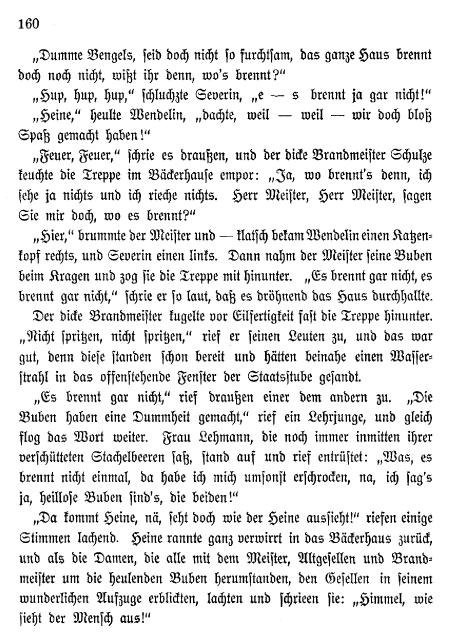 160
„Dumme Bengels, seid doch nicht so furchtsam, das ganze Haus brennt
doch noch nicht, wißt ihr denn, wo's brennt?“
„Hup, hup, hup,“ schluchzte Severin, „e — s brennt ja gar nicht!“
„Heine,“ heulte Wendelin, „dachte, weil — weil — wir doch bloß
Spaß gemacht haben!“
„Feuer, Feuer,“ schrie es draußen, und der dicke Brandmeister Schulze
keuchte die Treppe im Bäckerhause empor: „Ja, wo brennt's denn, ich
sehe ja nichts und ich rieche nichts. Herr Meister, Herr Meister, sagen
Sie mir doch, wo es brennt?“
„Hier,“ brummte der Meister und — klatsch bekam Wendelin einen Katzen-
kopf rechts, und Severin einen links. Dann nahm der Meister seine Buben
beim Kragen und zog sie die Treppe mit hinunter. „Es brennt gar nicht, es
brennt gar nicht,“ schrie er so laut, daß es dröhnend das Haus durchhallte.
Der dicke Brandmeister kugelte vor Eilfertigkeit fast die Treppe hinunter.
„Nicht spritzen, nicht spritzen,“ rief er seinen Leuten zu, und das war
gut, denn diese standen schon bereit und hätten beinahe einen Wasser-
strahl in das offenstehende Fenster der Staatsstube gesandt.
„Es brennt gar nicht,“ rief draußen einer dem andern zu. „Die
Buben haben eine Dummheit gemacht,“ rief ein Lehrjunge, und gleich
flog das Wort weiter. Frau Lehmann, die noch immer inmitten ihrer
verschütteten Stachelbeeren saß, stand auf und rief entrüstet: „Was, es
brennt nicht einmal, da habe ich mich umsonst erschrocken, na, ich sag's
ja, heillose Buben sind's, die beiden!“
„Da kommt Heine, nä, seht doch wie der Heine aussieht!“ riefen einige
Stimmen lachend. Heine rannte ganz verwirrt in das Bäckerhaus zurück,
und als die Damen, die alle mit dem Meister, Altgesellen und Brand-
meister um die heulenden Buben herumstanden, den Gesellen in seinem
wunderlichen Aufzuge erblickten, lachten und schrieen sie: „Himmel, wie
sieht der Mensch aus!“